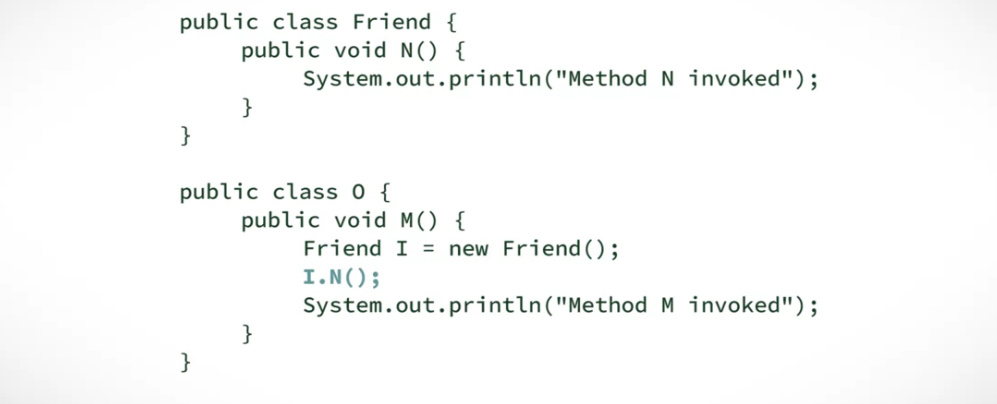 public class Friend {
public void N() {
System.out.println("Method N invoked");
}
}
public class O {
public void M() {
Friend I = new Friend();
I.N();
System.out.println("Method M invoked");
}
}